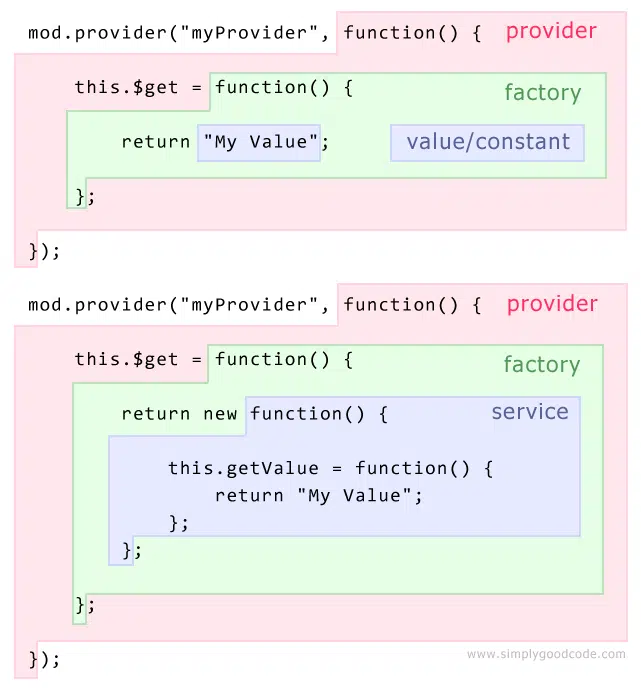 mod.provider("myProvider", function() { provider
this.$get = function() { factory
return "My Value"; value/constant
};
});
mod.provider("myProvider", function() { provider
this.$get = function() { factory
return new function() { service
this.getValue = function() {
return "My Value";
};
};
};
});
www.simplygoodcode.com